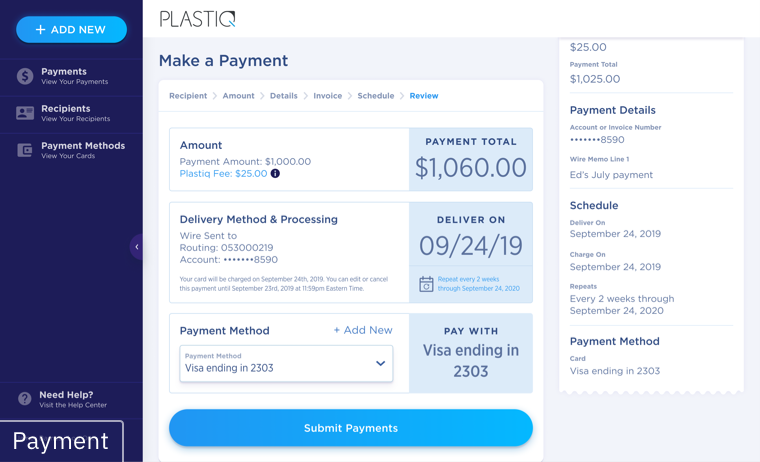 + ADD NEW
Payments
View Your Payments
Recipients
View Your Recipients
Payment Methods
View Your Cards
Need Help?
Visit the Help Center
Payment
PLASTIQ
Make a Payment
Recipient > Amount > Details > Invoice > Schedule > Review
Amount
Payment Amount: $1,000.00
Plastiq Fee: $25.00
PAYMENT TOTAL
$1,060.00
Delivery Method & Processing
Wire Sent to
Routing: 053000219
Account: •••••••8590
Your card will be charged on September 24th, 2019. You can edit or cancel
this payment until September 23rd, 2019 at 11:59pm Eastern Time.
DELIVER ON
09/24/19
Repeat every 2 weeks
through September 24, 2020
Payment Method
+ Add New
Payment Method
Visa ending in 2303
PAY WITH
Visa ending in
2303
Submit Payments
$25.00
Payment Total
$1,025.00
Payment Details
Account or Invoice Number
•••••••8590
Wire Memo Line 1
Ed's July payment
Schedule
Deliver On
September 24, 2019
Charge On
September 24, 2019
Repeats
Every 2 weeks through
September 24, 2020
Payment Method
Card
Visa ending in 2303